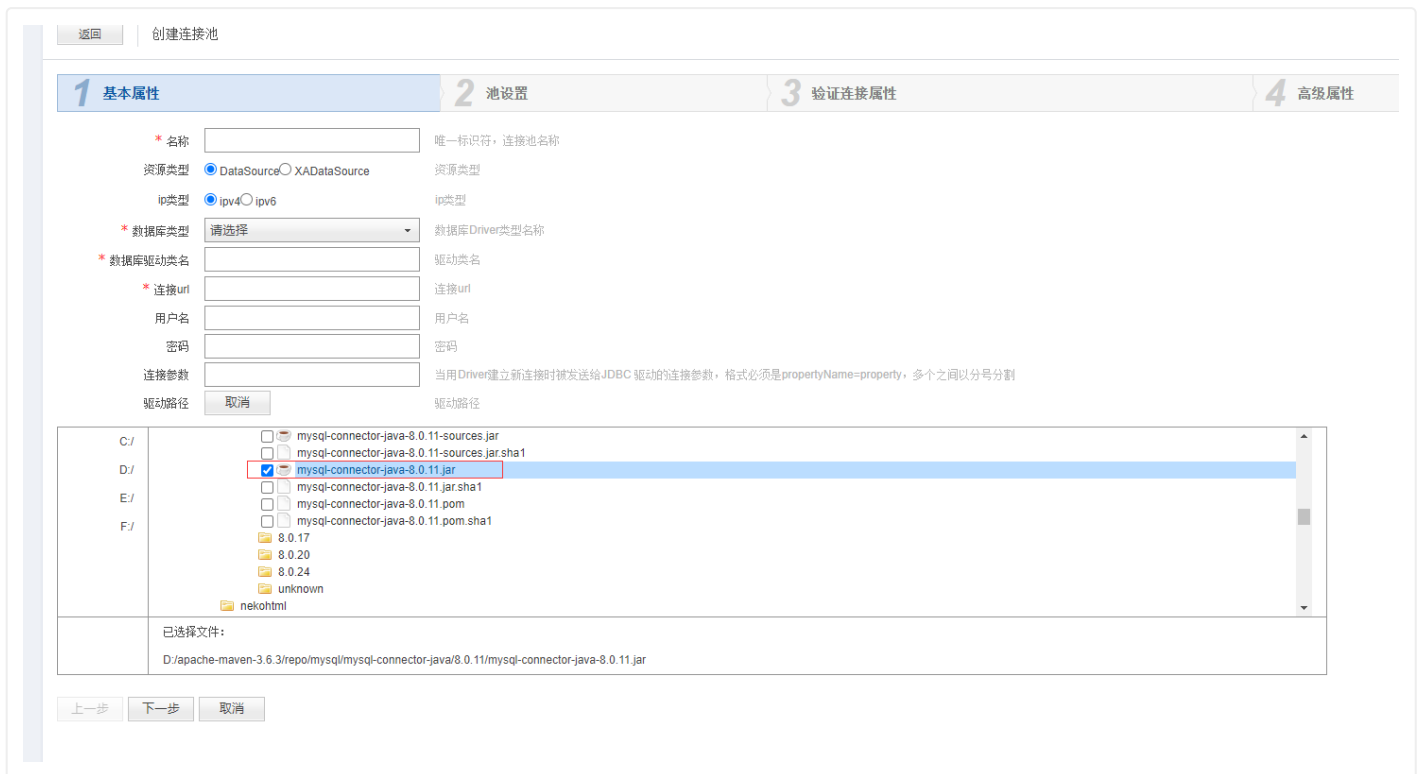 返回 创建连接池
1 基本属性 2 池设置 3 验证连接属性 4 高级属性
* 名称 唯一标识符，连接池名称
资源类型 DataSource XADataSource 资源类型
ip类型 ipv4 ipv6 ip类型
* 数据库类型 请选择 数据库Driver类型名称
* 数据库驱动类名 驱动类名
* 连接url 连接url
用户名 用户名
密码 密码
连接参数 当用Driver建立新连接时被发送给JDBC 驱动的连接参数，格式必须是propertyName=property，多个之间以分号分割
驱动路径 取消 驱动路径
C:/ mysql-connector-java-8.0.11-sources.jar
mysql-connector-java-8.0.11-sources.jar.sha1
D:/ mysql-connector-java-8.0.11.jar
mysql-connector-java-8.0.11.jar.sha1
E:/ mysql-connector-java-8.0.11.pom
F:/ mysql-connector-java-8.0.11.pom.sha1
8.0.17
8.0.20
8.0.24
unknown
nekohtml
已选择文件：
D:/apache-maven-3.6.3/repo/mysql/mysql-connector-java/8.0.11/mysql-connector-java-8.0.11.jar
上一步 下一步 取消